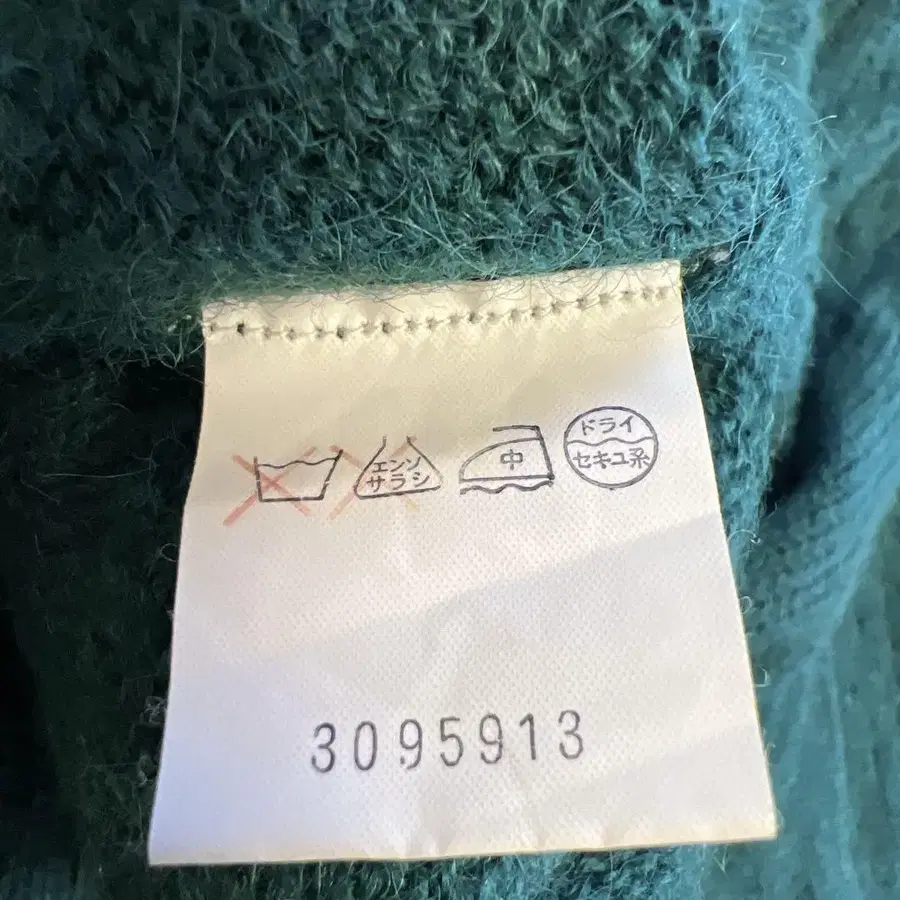 エンソ
サラシ
中
ドライ
セキユ系
3095913